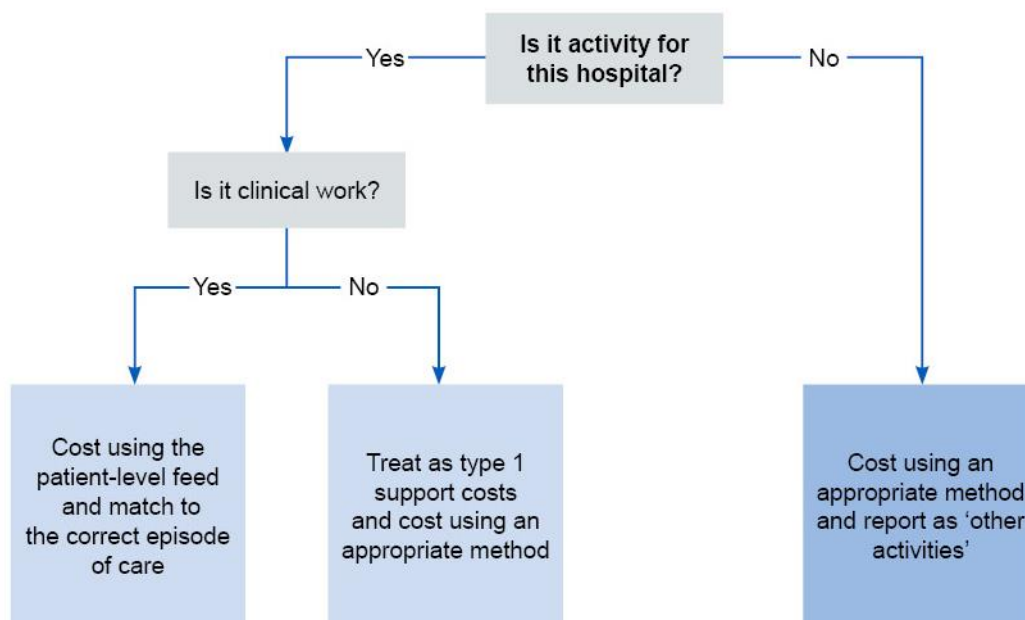 Is it activity for
this hospital?
Yes
No
Is it clinical work?
Yes
No
Cost using the
patient-level feed
and match to
the correct episode
of care
Treat as type 1
support costs
and cost using an
appropriate method
Cost using an
appropriate method
and report as ‘other
activities’